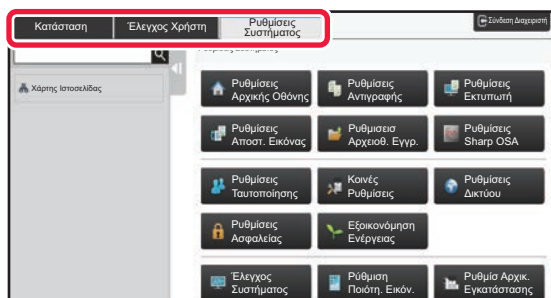 Κατάσταση
Έλεγχος Χρήστη
Ρυθμίσεις
Συστήματος
Σύνδεση Διαχειριστή
Χάρτης Ιστοσελίδας
Ρυθμίσεις
Αρχικής Οθόνης
Ρυθμίσεις
Αντιγραφής
Ρυθμίσεις
Εκτυπωτή
Ρυθμίσεις
Αποστ. Εικόνας
Ρυθμισεισ
Αρχειοθ. Εγγρ.
Ρυθμίσεις
Sharp OSA
Ρυθμίσεις
Ταυτοποίησης
Κοινές
Ρυθμίσεις
Ρυθμίσεις
Δικτύου
Ρυθμίσεις
Ασφαλείας
Εξοικονόμηση
Ενέργειας
Έλεγχος
Συστήματος
Ρύθμιση
Ποιότη. Εικόν.
Ρυθμίσ Αρχικ.
Εγκατάστασης